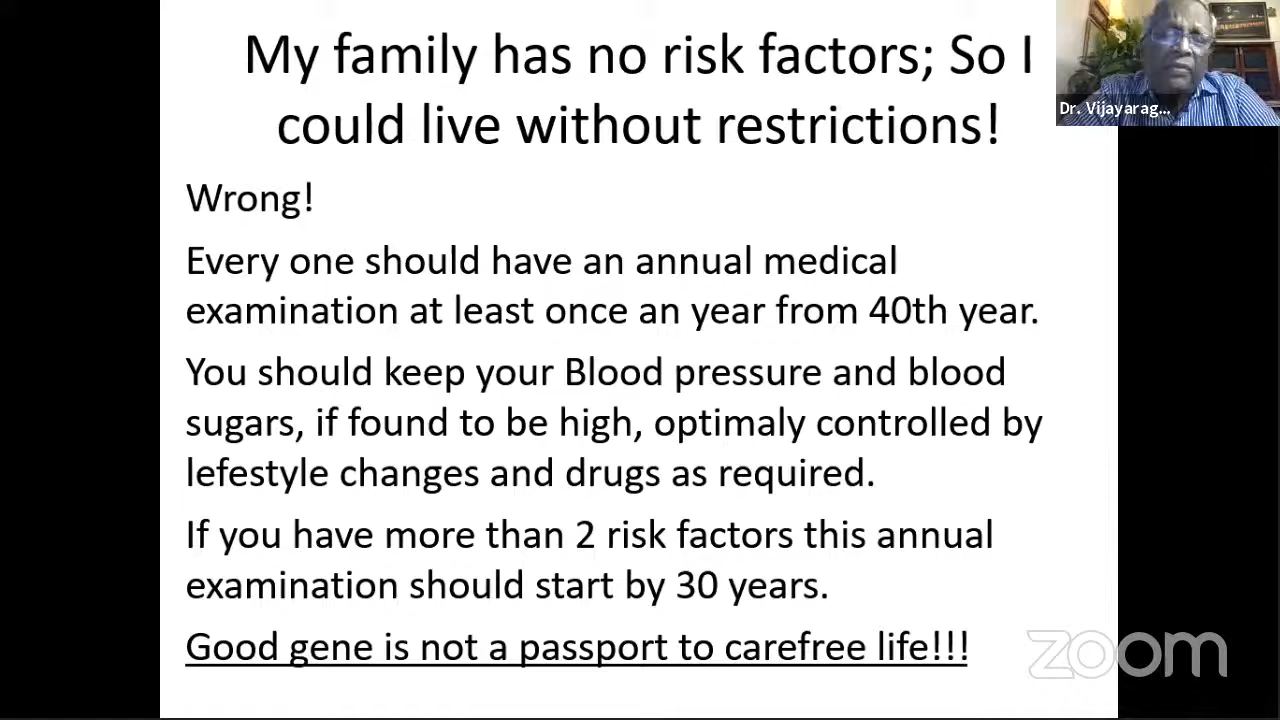 My family has no risk factors; So I
could live without restrictions!
Dr. Vijayarag...
Wrong!
Every one should have an annual medical
examination at least once an year from 40th year.
You should keep your Blood pressure and blood
sugars, if found to be high, optimaly controlled by
lefestyle changes and drugs as required.
If you have more than 2 risk factors this annual
examination should start by 30 years.
Good gene is not a passport to carefree life!!!
zoom